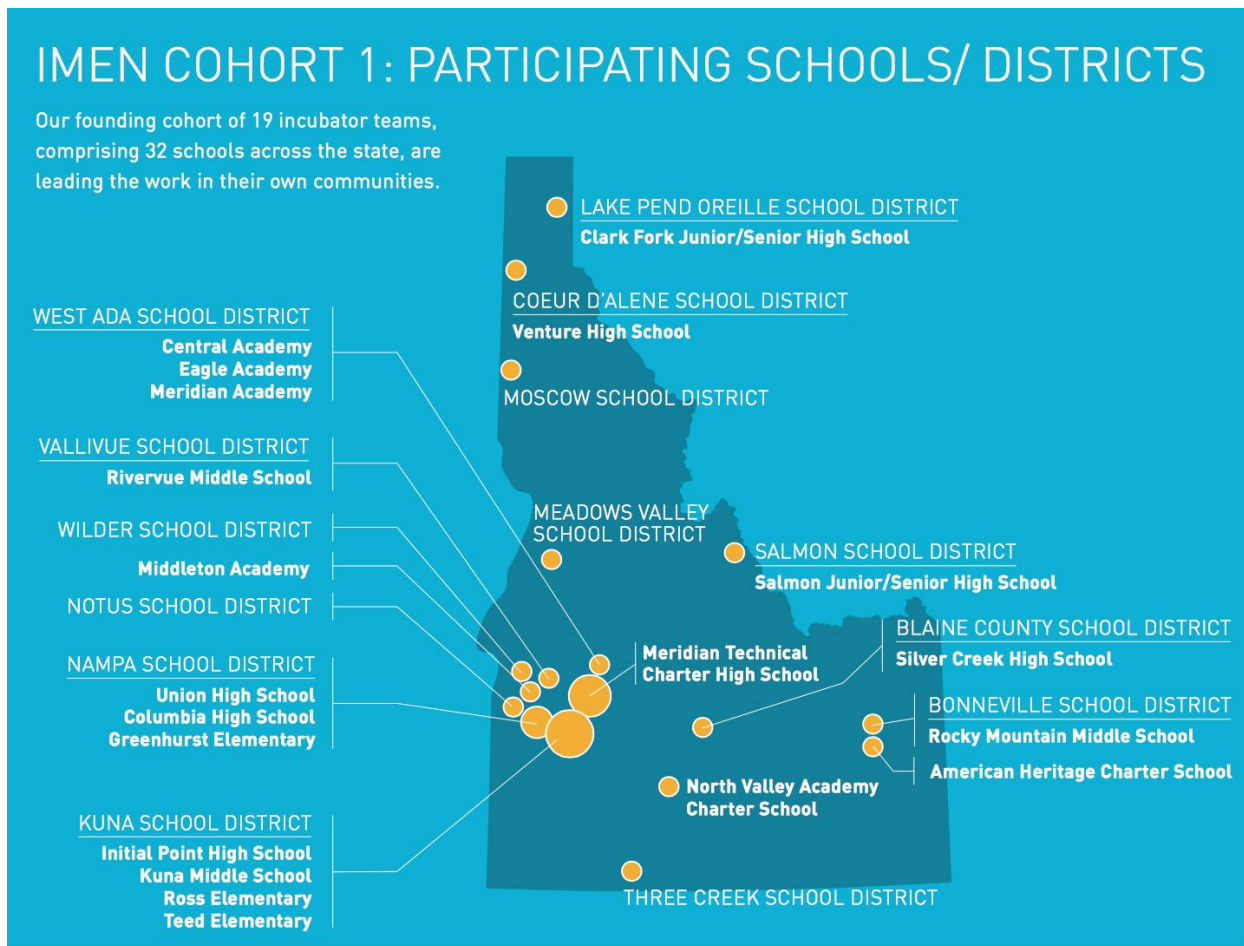 IMEN COHORT 1: PARTICIPATING SCHOOLS/ DISTRICTS
Our founding cohort of 19 incubator teams,
comprising 32 schools across the state, are
leading the work in their own communities.
LAKE PEND OREILLE SCHOOL DISTRICT
Clark Fork Junior/Senior High School
COEUR D'ALENE SCHOOL DISTRICT
Venture High School
MOSCOW SCHOOL DISTRICT
WEST ADA SCHOOL DISTRICT
Central Academy
Eagle Academy
Meridian Academy
VALLIVUE SCHOOL DISTRICT
Rivervue Middle School
WILDER SCHOOL DISTRICT
Middleton Academy
NOTUS SCHOOL DISTRICT
NAMPA SCHOOL DISTRICT
Union High School
Columbia High School
Greenhurst Elementary
KUNA SCHOOL DISTRICT
Initial Point High School
Kuna Middle School
Ross Elementary
Teed Elementary
MEADOWS VALLEY
SCHOOL DISTRICT
SALMON SCHOOL DISTRICT
Salmon Junior/Senior High School
Meridian Technical
Charter High School
BLAINE COUNTY SCHOOL DISTRICT
Silver Creek High School
BONNEVILLE SCHOOL DISTRICT
Rocky Mountain Middle School
American Heritage Charter School
North Valley Academy
Charter School
THREE CREEK SCHOOL DISTRICT